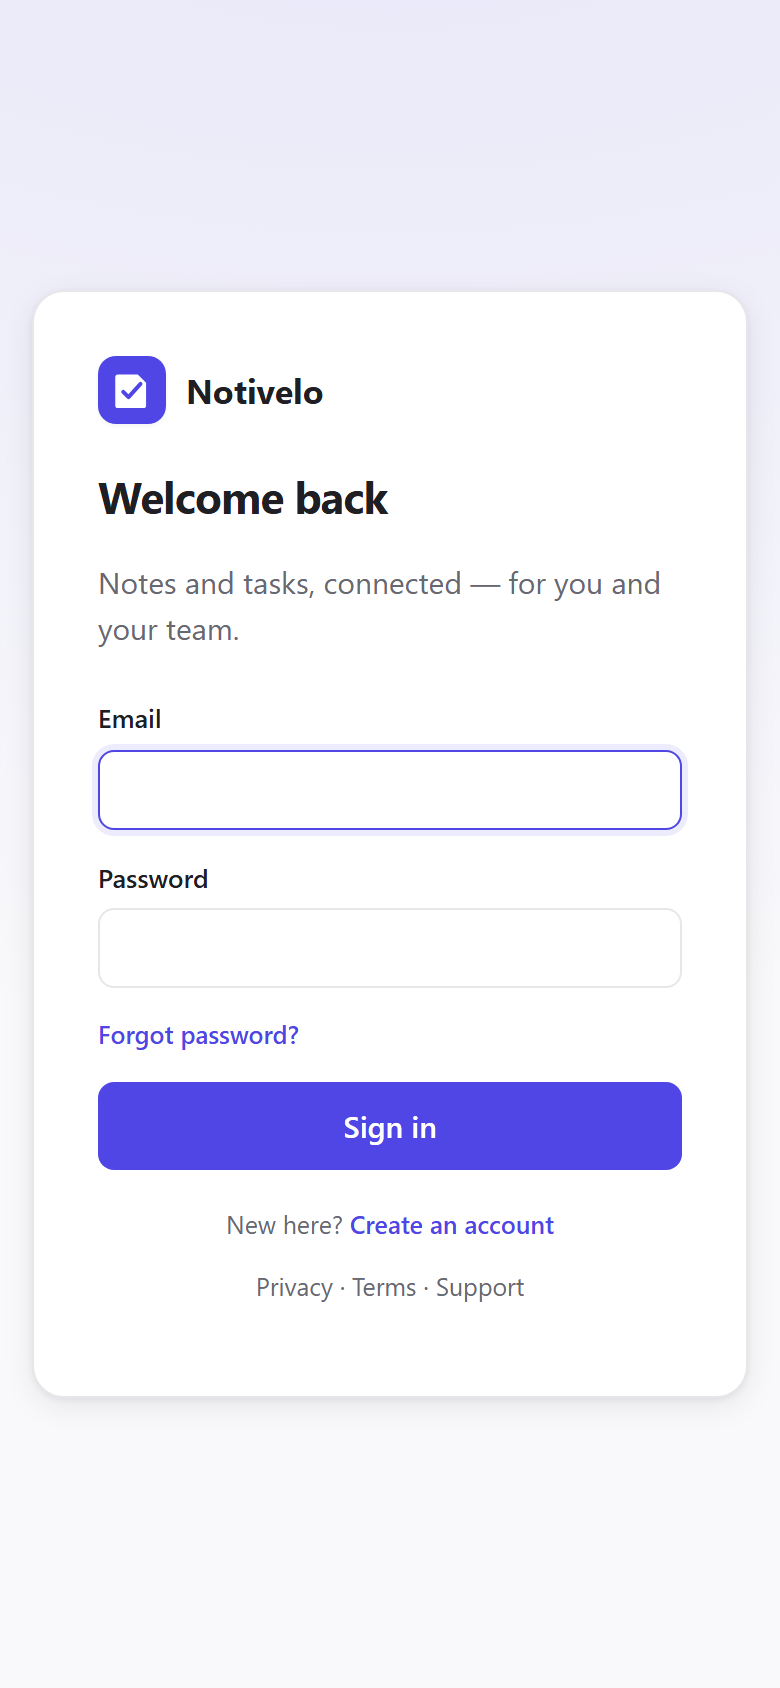 Notivelo
Welcome back
Notes and tasks, connected — for you and
your team.
Email
Password
Forgot password?
Sign in
New here? Create an account
Privacy · Terms · Support